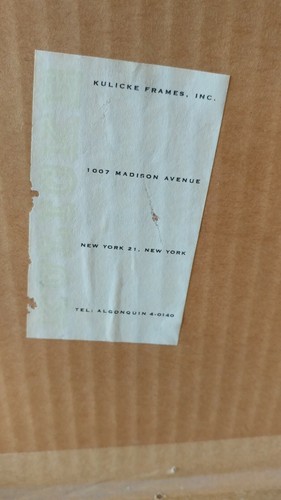 KULICKE FRAMES, INC.
1007 MADISON AVENUE
NEW YORK 21, NEW YORK
TEL: ALGONQUIN 4-0140